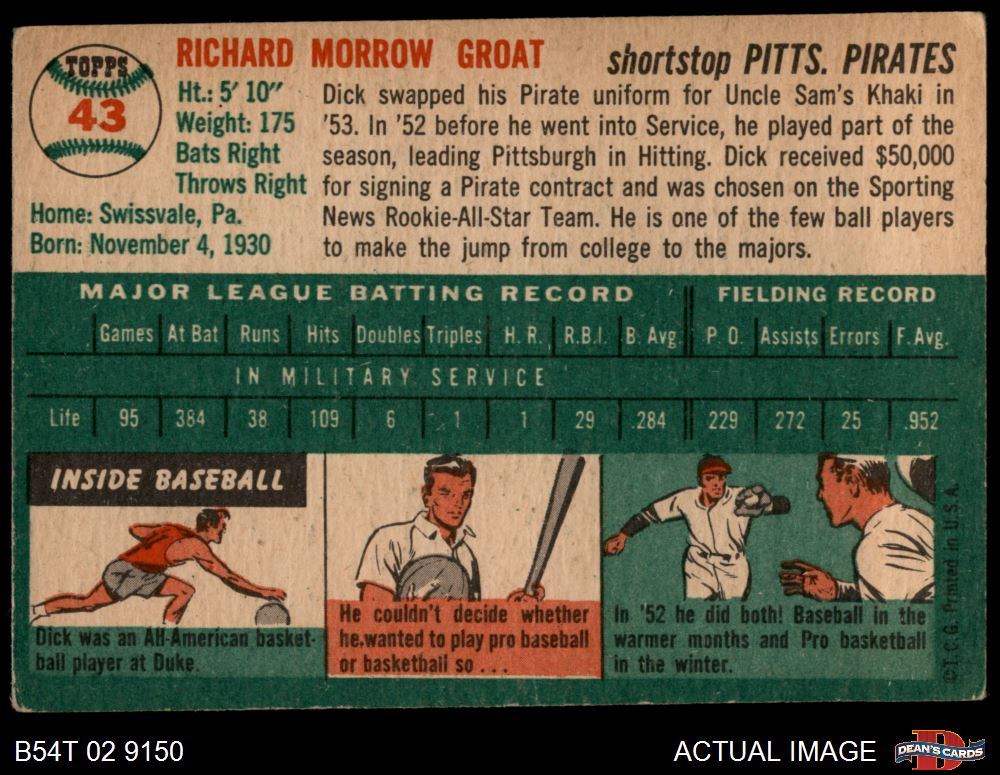 TOPPS
43
RICHARD MORROW GROAT
shortstop PITTS. PIRATES
Ht.: 5' 10"
Weight: 175
Bats Right
Throws Right
Home: Swissvale, Pa.
Born: November 4, 1930
Dick swapped his Pirate uniform for Uncle Sam's Khaki in
'53. In '52 before he went into Service, he played part of the
season, leading Pittsburgh in Hitting. Dick received $50,000
for signing a Pirate contract and was chosen on the Sporting
News Rookie-All-Star Team. He is one of the few ball players
to make the jump from college to the majors.
MAJOR LEAGUE BATTING RECORD FIELDING RECORD
Games At Bat Runs Hits Doubles Triples H. R. R.B.I. B. Avg. P. O. Assists Errors F. Avg.
IN MILITARY SERVICE
Life 95 384 38 109 6 1 1 29 .284 229 272 25 .952
INSIDE BASEBALL
Dick was an All-American basket-
ball player at Duke.
He couldn't decide whether
he wanted to play pro baseball
or basketball so . . .
In '52 he did both! Baseball in the
warmer months and Pro basketball
in the winter.
©T.C.G. Printed in U.S.A.
B54T 02 9150
ACTUAL IMAGE
DEAN'S CARDS